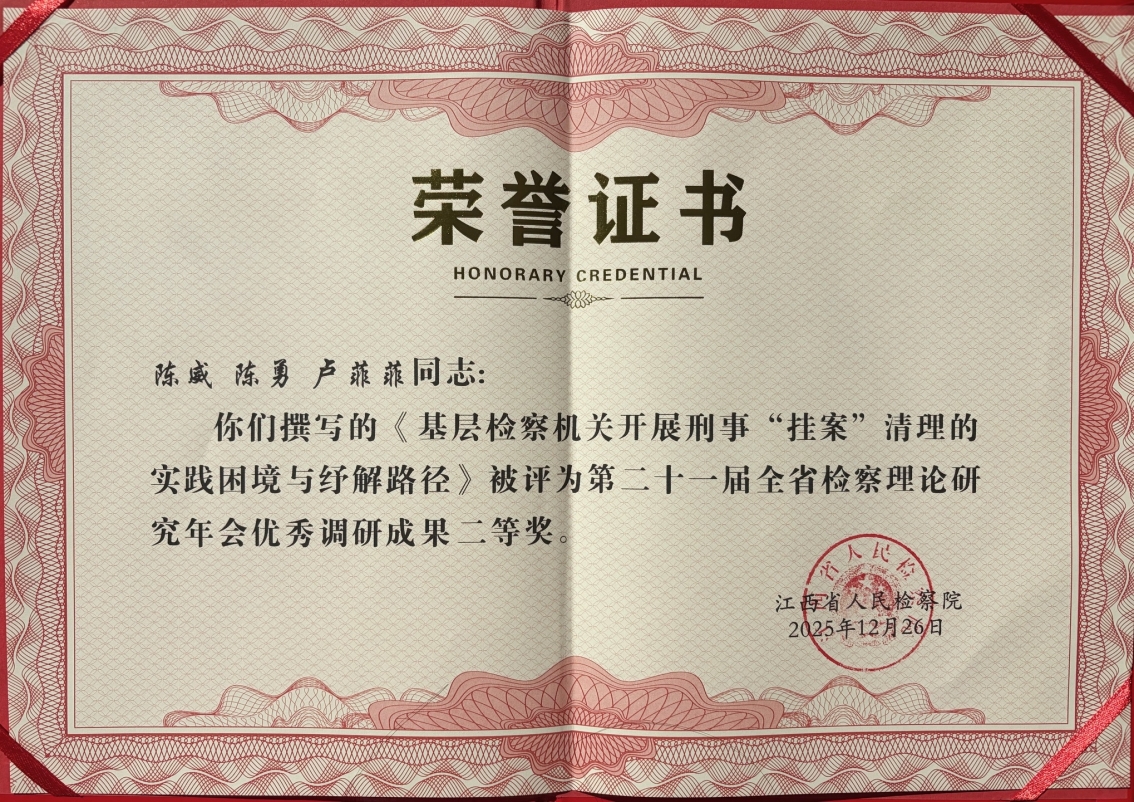 荣誉证书
HONORARY CREDENTIAL
陈威 陈勇 卢菲菲同志:
你们撰写的《基层检察机关开展刑事“挂案”清理的
实践困境与纾解路径》被评为第二十一届全省检察理论研
究年会优秀调研成果二等奖。
省人民检
江西省人民检察院
2025年12月26日